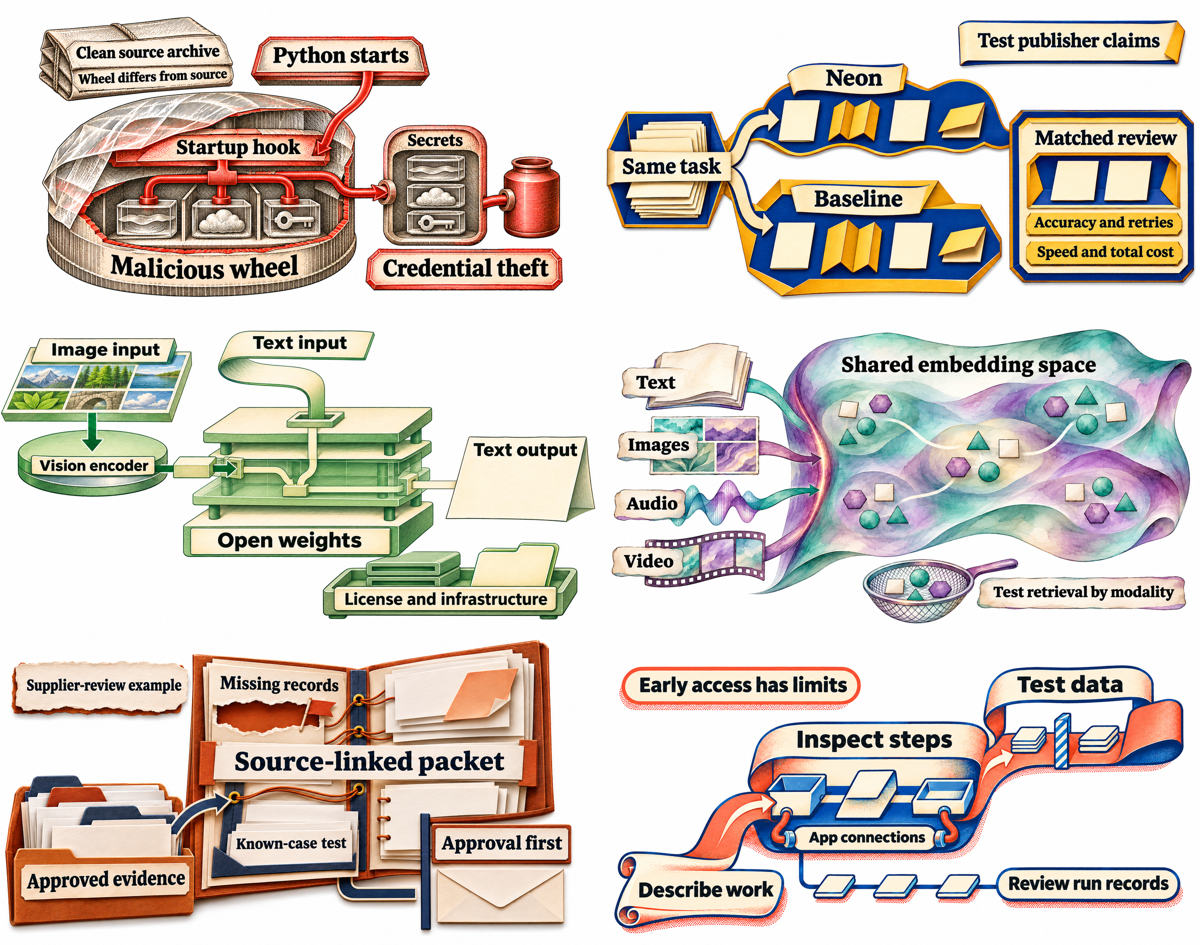 Clean source archive
Wheel differs from source
Python starts
Startup hook
Secrets
Malicious wheel
Credential theft
Test publisher claims
Neon
Same task
Baseline
Matched review
Accuracy and retries
Speed and total cost
Image input
Text input
Vision encoder
Text output
Open weights
License and infrastructure
Shared embedding space
Text
Images
Audio
Video
Test retrieval by modality
Supplier-review example
Missing records
Source-linked packet
Known-case test
Approved evidence
Approval first
Early access has limits
Test data
Inspect steps
App connections
Describe work
Review run records